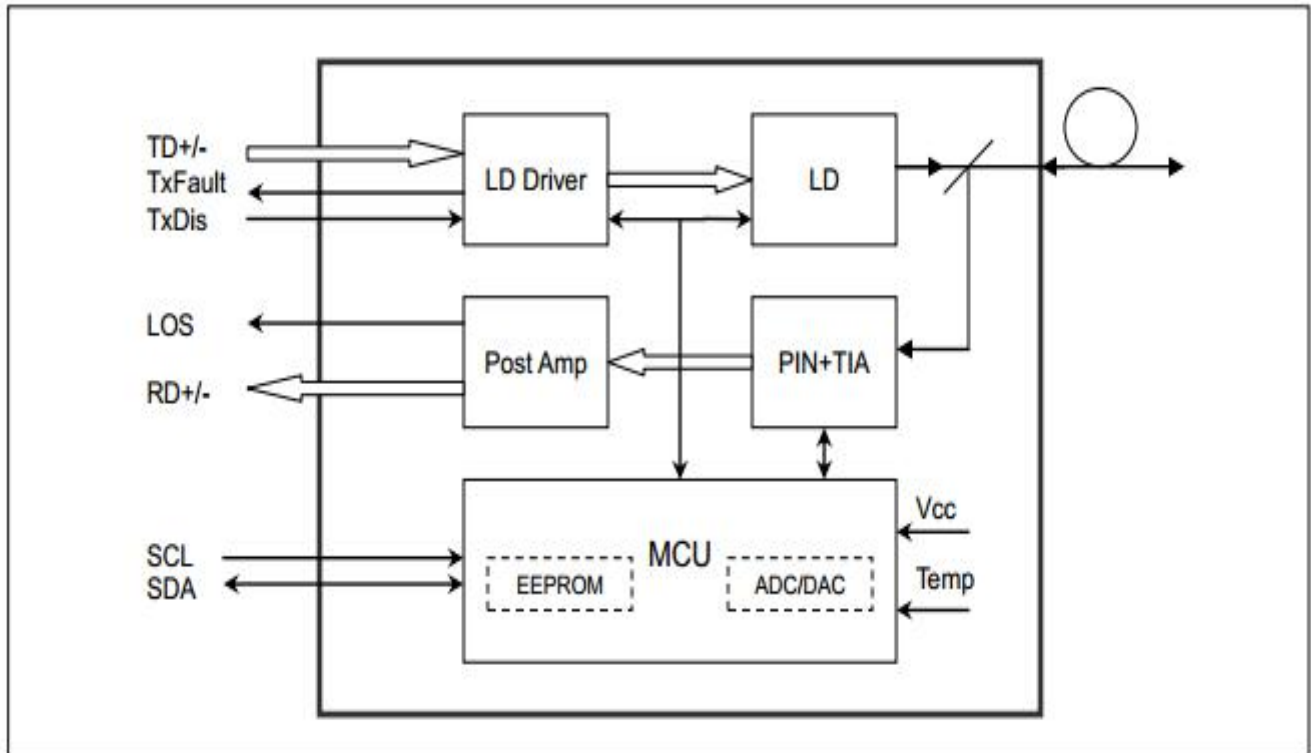 TD+/-
TxFault
TxDis
LD Driver
LD
LOS
RD+/-
Post Amp
PIN+TIA
SCL
SDA
MCU
EEPROM
ADC/DAC
Vcc
Temp